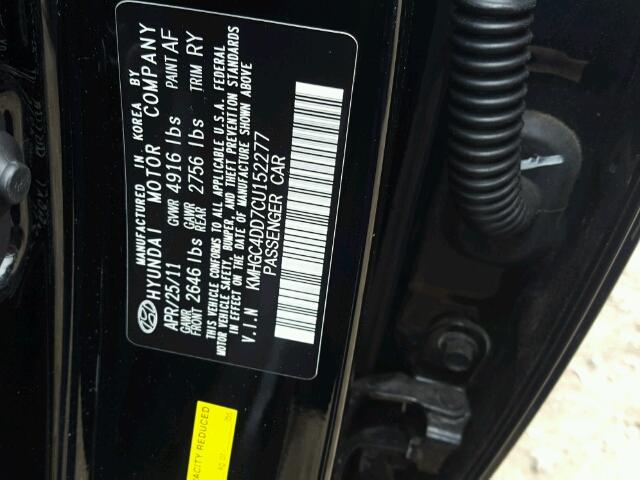 MANUFACTURED IN KOREA BY
HYUNDAI MOTOR COMPANY
APR/25/11 GVWR 4916 lbs PAINT AF
GAWR FRONT 2646 lbs GAWR REAR 2756 lbs TRIM RY
THIS VEHICLE CONFORMS TO ALL APPLICABLE U.S.A. FEDERAL
MOTOR VEHICLE SAFETY, BUMPER, AND THEFT PREVENTION STANDARDS
IN EFFECT ON THE DATE OF MANUFACTURE SHOWN ABOVE
V.I.N KMHGC4DD7CU152277
PASSENGER CAR
ACITY REDUCED